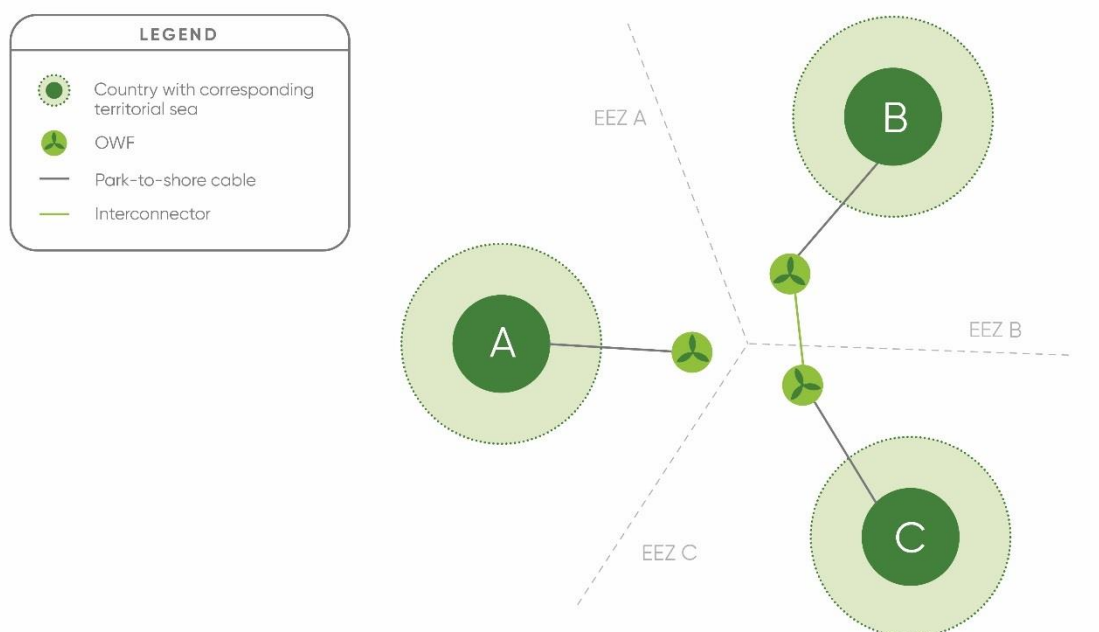 LEGEND
Country with corresponding
territorial sea
OWF
Park-to-shore cable
Interconnector
EEZ A
B
A
EEZ B
C
EEZ C